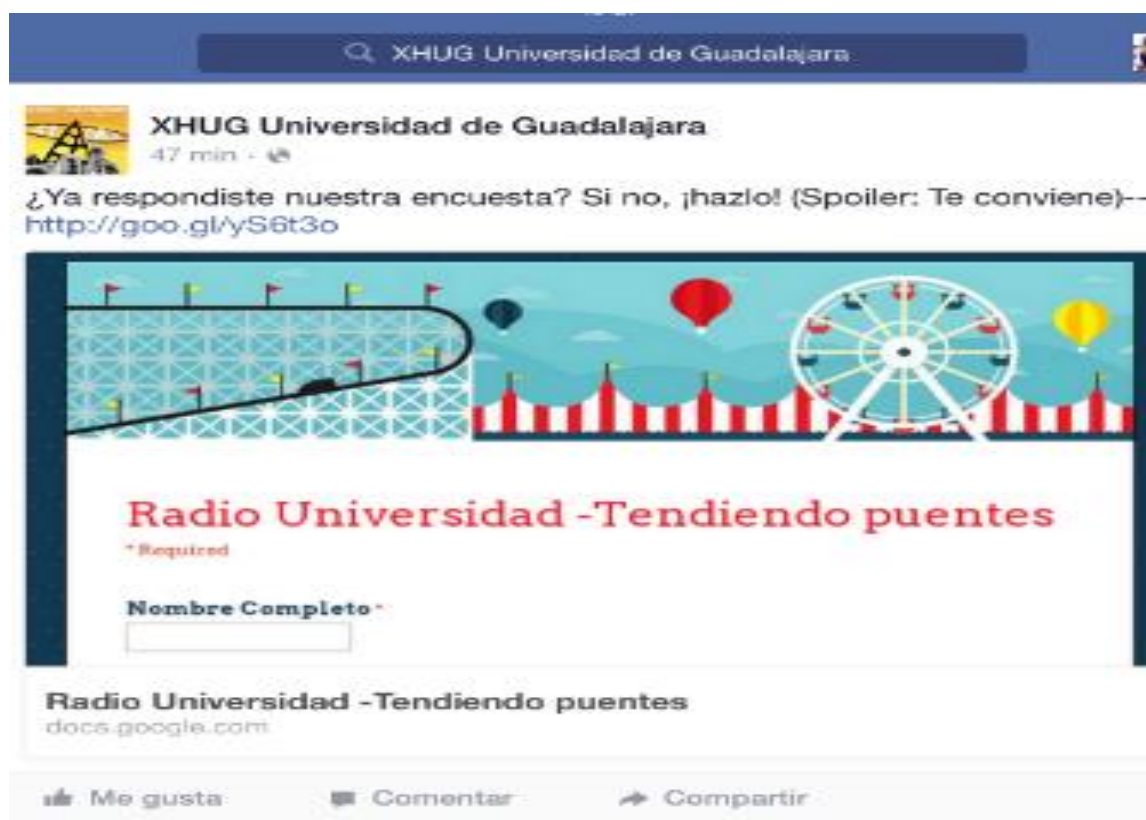 XHUG Universidad de Guadalajara
XHUG Universidad de Guadalajara
47 min
¿Ya respondiste nuestra encuesta? Si no, ¡hazlo! (Spoiler: Te conviene)--
http://goo.gl/yS6t3o
Radio Universidad -Tendiendo puentes
* Required
Nombre Completo *
Radio Universidad -Tendiendo puentes
docs.google.com
Me gusta Comentar Compartir